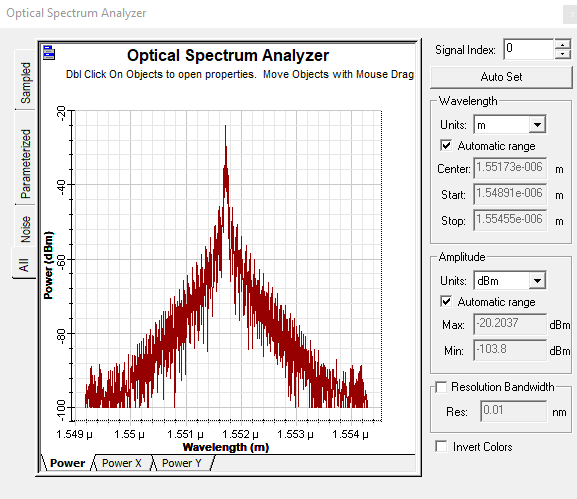 Optical Spectrum Analyzer
Optical Spectrum Analyzer
Dbl Click On Objects to open properties. Move Objects with Mouse Drag
Sampled
Parameterized
Noise
All
Power (dBm)
-20
-40
-60
-80
-100
1.549 µ 1.55 µ 1.551 µ 1.552 µ 1.553 µ 1.554 µ
Wavelength (m)
Power Power X Power Y
Signal Index: 0
Auto Set
Wavelength
Units: m
Automatic range
Center: 1.55173e-006 m
Start: 1.54891e-006 m
Stop: 1.55455e-006 m
Amplitude
Units: dBm
Automatic range
Max: -20.2037 dBm
Min: -103.8 dBm
Resolution Bandwidth
Res: 0.01 nm
Invert Colors